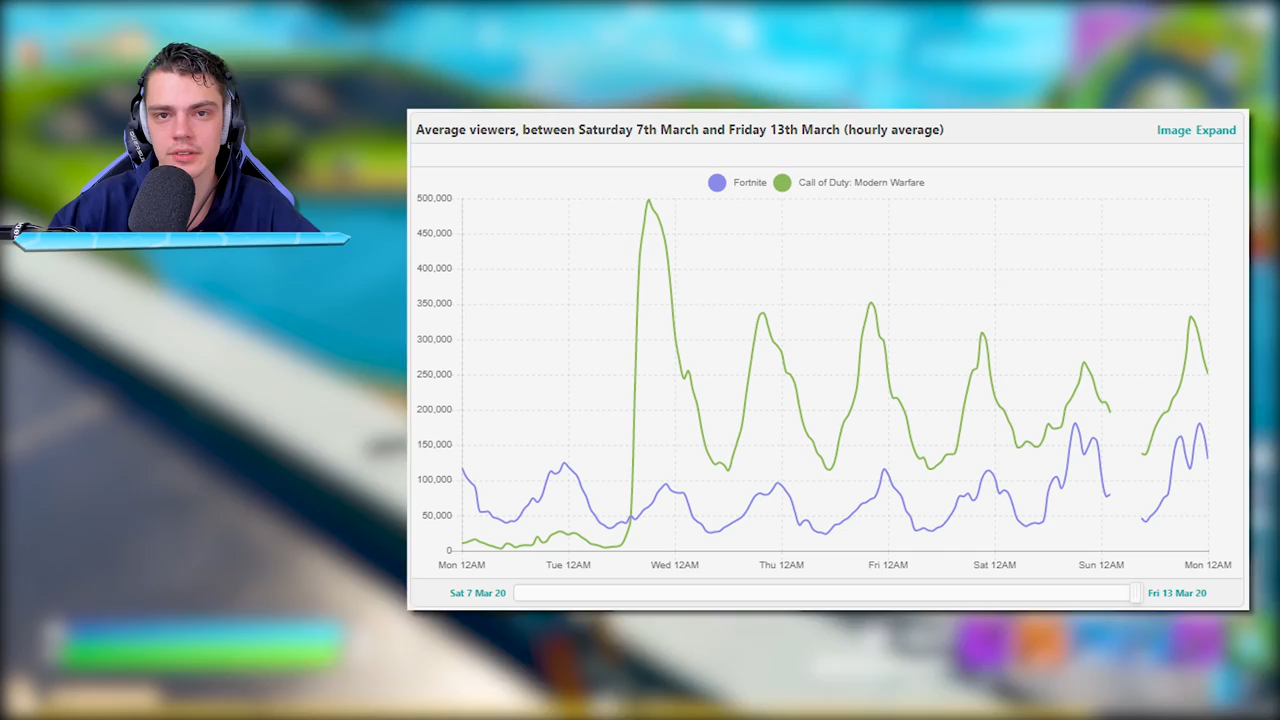 Average viewers, between Saturday 7th March and Friday 13th March (hourly average)
Image Expand
Fortnite
Call of Duty: Modern Warfare
500,000
450,000
400,000
350,000
300,000
250,000
200,000
150,000
100,000
50,000
0
Mon 12AM
Tue 12AM
Wed 12AM
Thu 12AM
Fri 12AM
Sat 12AM
Sun 12AM
Mon 12AM
Sat 7 Mar 20
Fri 13 Mar 20